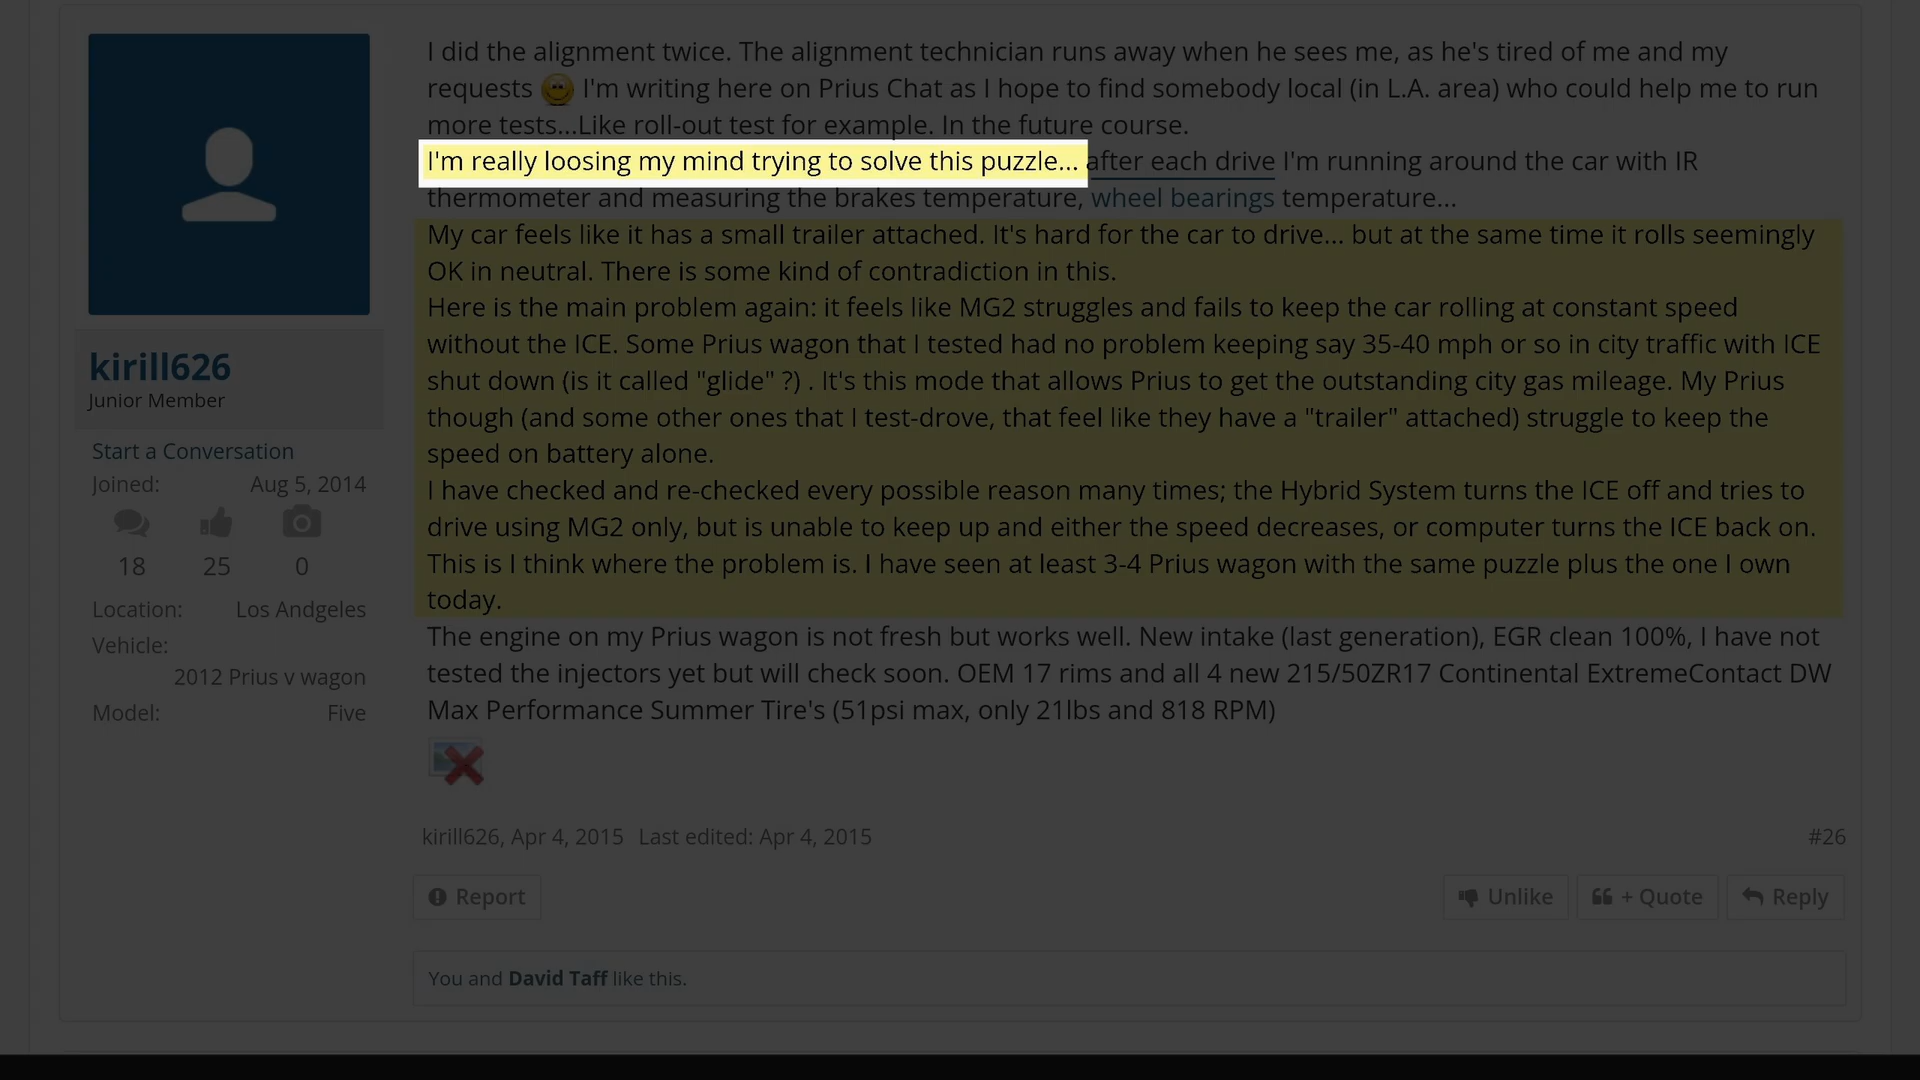 I did the alignment twice. The alignment technician runs away when he sees me, as he's tired of me and my
requests I'm writing here on Prius Chat as I hope to find somebody local (in L.A. area) who could help me to run
more tests...Like roll-out test for example. In the future course.
I'm really loosing my mind trying to solve this puzzle... after each drive I'm running around the car with IR
thermometer and measuring the brakes temperature, wheel bearings temperature...
My car feels like it has a small trailer attached. It's hard for the car to drive... but at the same time it rolls seemingly
OK in neutral. There is some kind of contradiction in this.
Here is the main problem again: it feels like MG2 struggles and fails to keep the car rolling at constant speed
without the ICE. Some Prius wagon that I tested had no problem keeping say 35-40 mph or so in city traffic with ICE
shut down (is it called "glide" ?) . It's this mode that allows Prius to get the outstanding city gas mileage. My Prius
though (and some other ones that I test-drove, that feel like they have a "trailer" attached) struggle to keep the
speed on battery alone.
I have checked and re-checked every possible reason many times; the Hybrid System turns the ICE off and tries to
drive using MG2 only, but is unable to keep up and either the speed decreases, or computer turns the ICE back on.
This is I think where the problem is. I have seen at least 3-4 Prius wagon with the same puzzle plus the one I own
today.
The engine on my Prius wagon is not fresh but works well. New intake (last generation), EGR clean 100%, I have not
tested the injectors yet but will check soon. OEM 17 rims and all 4 new 215/50ZR17 Continental ExtremeContact DW
Max Performance Summer Tire's (51psi max, only 21lbs and 818 RPM)
kirill626
Junior Member
Start a Conversation
Joined: Aug 5, 2014
18 25 0
Location: Los Andgeles
Vehicle:
2012 Prius v wagon
Model: Five
kirill626, Apr 4, 2015 Last edited: Apr 4, 2015 #26
Report Unlike + Quote Reply
You and David Taff like this.